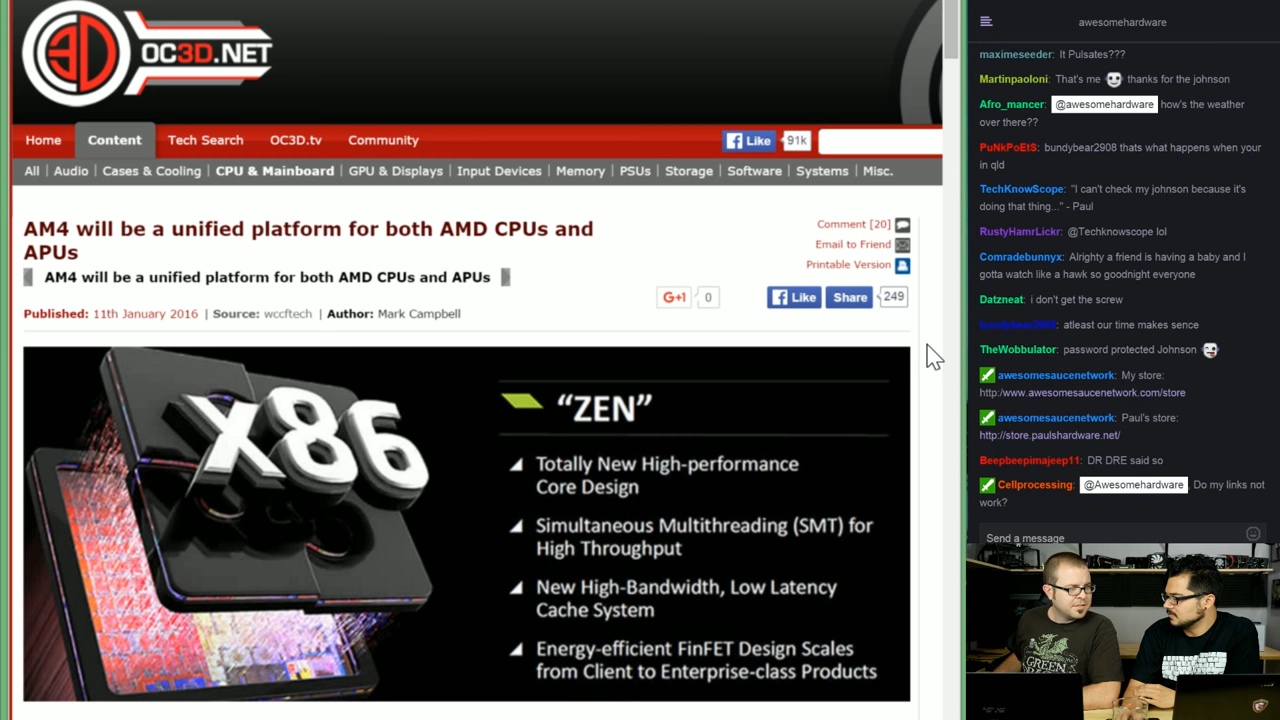 OC3D.NET
Home Content Tech Search OC3D.tv Community Like 91k
All | Audio | Cases & Cooling | CPU & Mainboard | GPU & Displays | Input Devices | Memory | PSUs | Storage | Software | Systems | Misc.
AM4 will be a unified platform for both AMD CPUs and
APUs
AM4 will be a unified platform for both AMD CPUs and APUs
Comment [20]
Email to Friend
Printable Version
G+1 0 Like Share 249
Published: 11th January 2016 | Source: wccftech | Author: Mark Campbell
x86
“ZEN”
Totally New High-performance
Core Design
Simultaneous Multithreading (SMT) for
High Throughput
New High-Bandwidth, Low Latency
Cache System
Energy-efficient FinFET Design Scales
from Client to Enterprise-class Products
awesomehardware
maximeseeder: It Pulsates???
Martinpaoloni: That's me thanks for the johnson
Afro_mancer: @awesomehardware how's the weather
over there??
PuNkPoEtS: bundybear2908 thats what happens when your
in qld
TechKnowScope: "I can't check my johnson because it's
doing that thing..." - Paul
RustyHamrLickr: @Techknowscope lol
Comradebunnyx: Alrighty a friend is having a baby and I
gotta watch like a hawk so goodnight everyone
Datzneat: i don't get the screw
bundybear2908: atleast our time makes sence
TheWobbulator: password protected Johnson
awesomesaucenetwork: My store:
http:/www.awesomesaucenetwork.com/store
awesomesaucenetwork: Paul's store:
http://store.paulshardware.net/
Beepbeepimajeep11: DR DRE said so
Cellprocessing: @Awesomehardware Do my links not
work?
Send a message